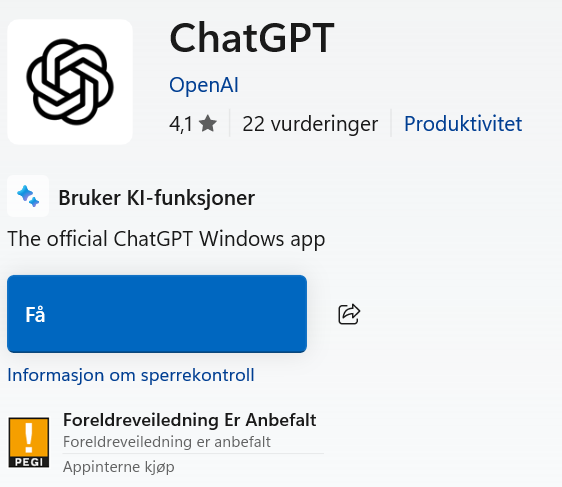 ChatGPT
OpenAI
4,1 ★ 22 vurderinger Produktivitet
Bruker KI-funksjoner
The official ChatGPT Windows app
Få
Informasjon om sperrekontroll
Foreldreveiledning Er Anbefalt
Foreldreveiledning er anbefalt
! PEGI
Appinterne kjøp